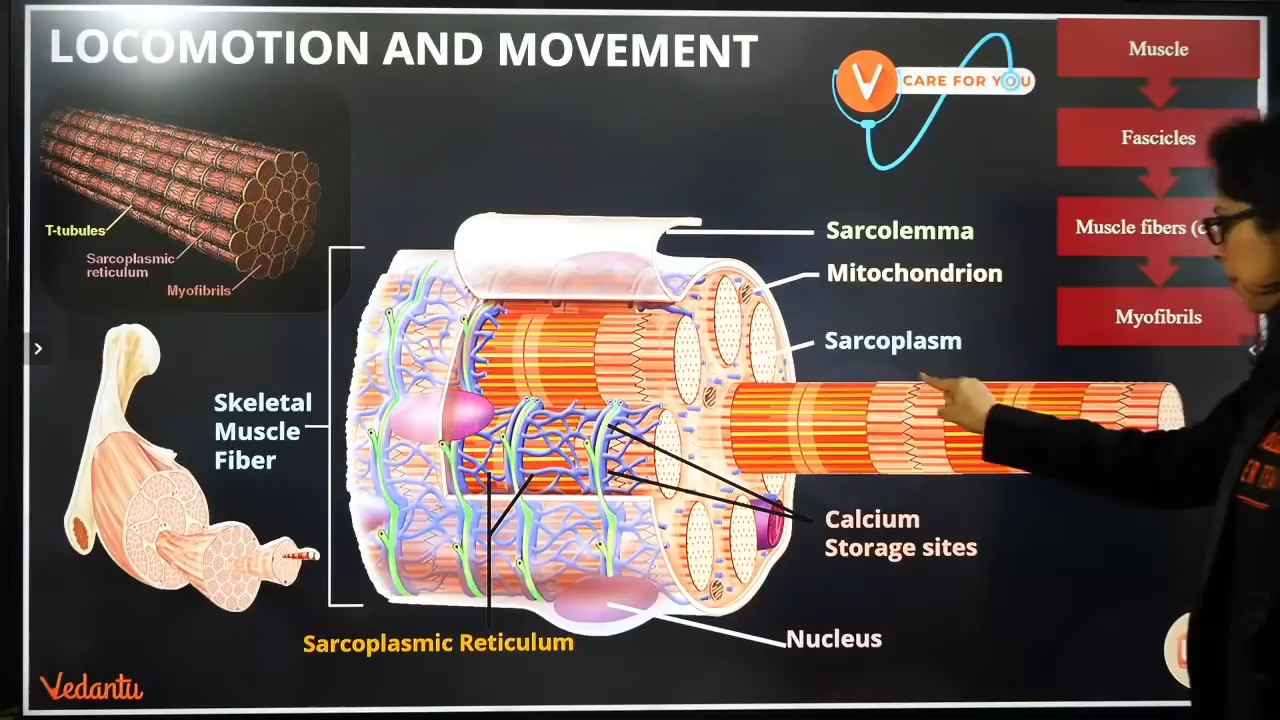 LOCOMOTION AND MOVEMENT
CARE FOR YOU
Muscle
Fascicles
Muscle fibers
Myofibrils
T-tubules
Sarcoplasmic
reticulum
Myofibrils
Sarcolemma
Mitochondrion
Sarcoplasm
Skeletal
Muscle
Fiber
Calcium
Storage sites
Sarcoplasmic Reticulum
Nucleus
Vedantu